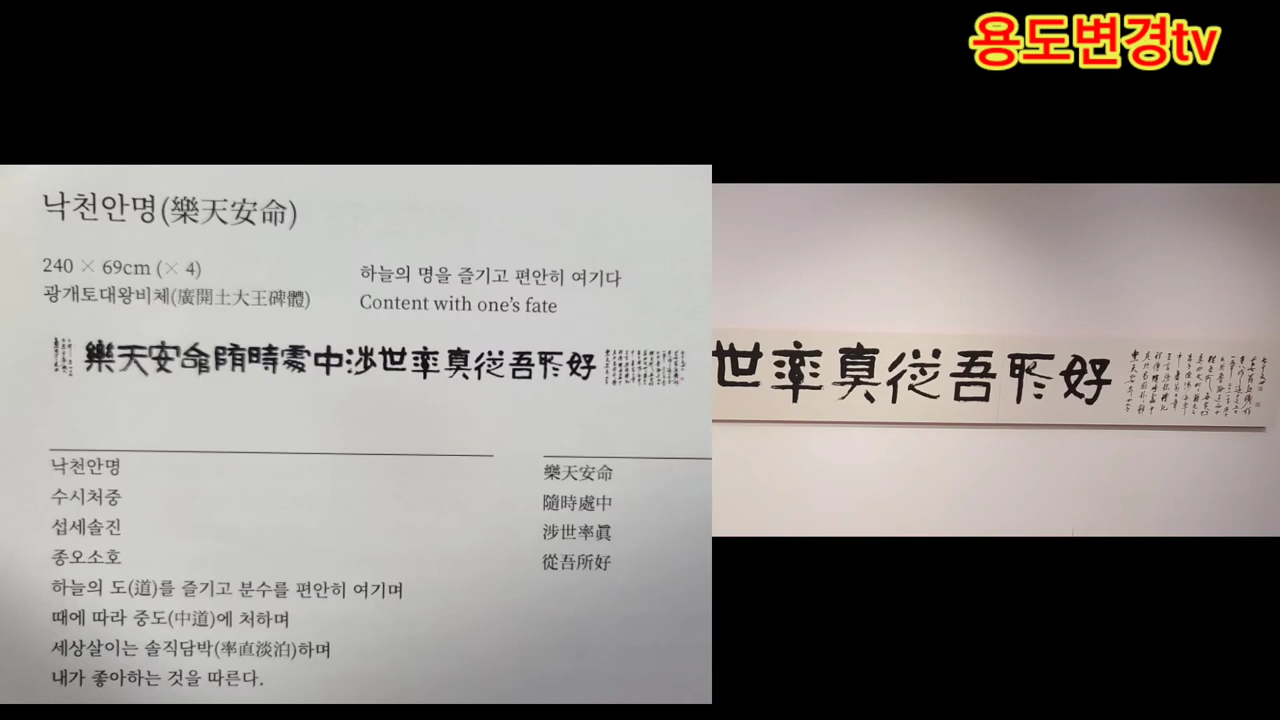 용도변경tv
낙천안명(樂天安命)
240 × 69cm (× 4)
광개토대왕비체(廣開土大王碑體)
하늘의 명을 즐기고 편안히 여기다
Content with one's fate
樂天安命隨時處中涉世率真從吾所好
낙천안명
수시처중
섭세솔진
종오소호
하늘의 도(道)를 즐기고 분수를 편안히 여기며
때에 따라 중도(中道)에 처하며
세상살이는 솔직담박(率直淡泊)하며
내가 좋아하는 것을 따른다.
樂天安命
隨時處中
涉世率眞
從吾所好
世率真從吾所好